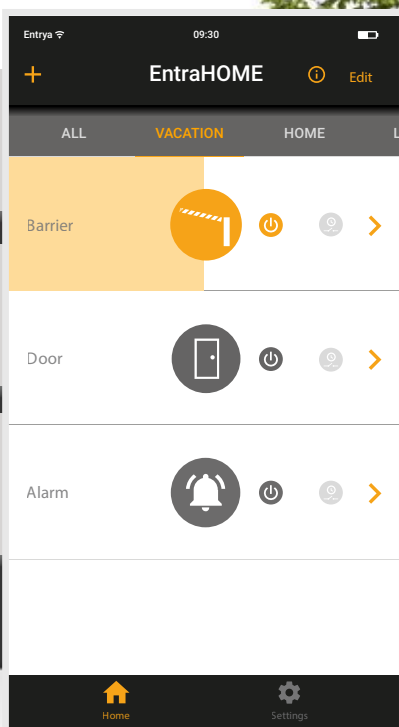 Entrya 09:30
EntraHOME Edit
ALL VACATION HOME L
Barrier
Door
Alarm
Home Settings